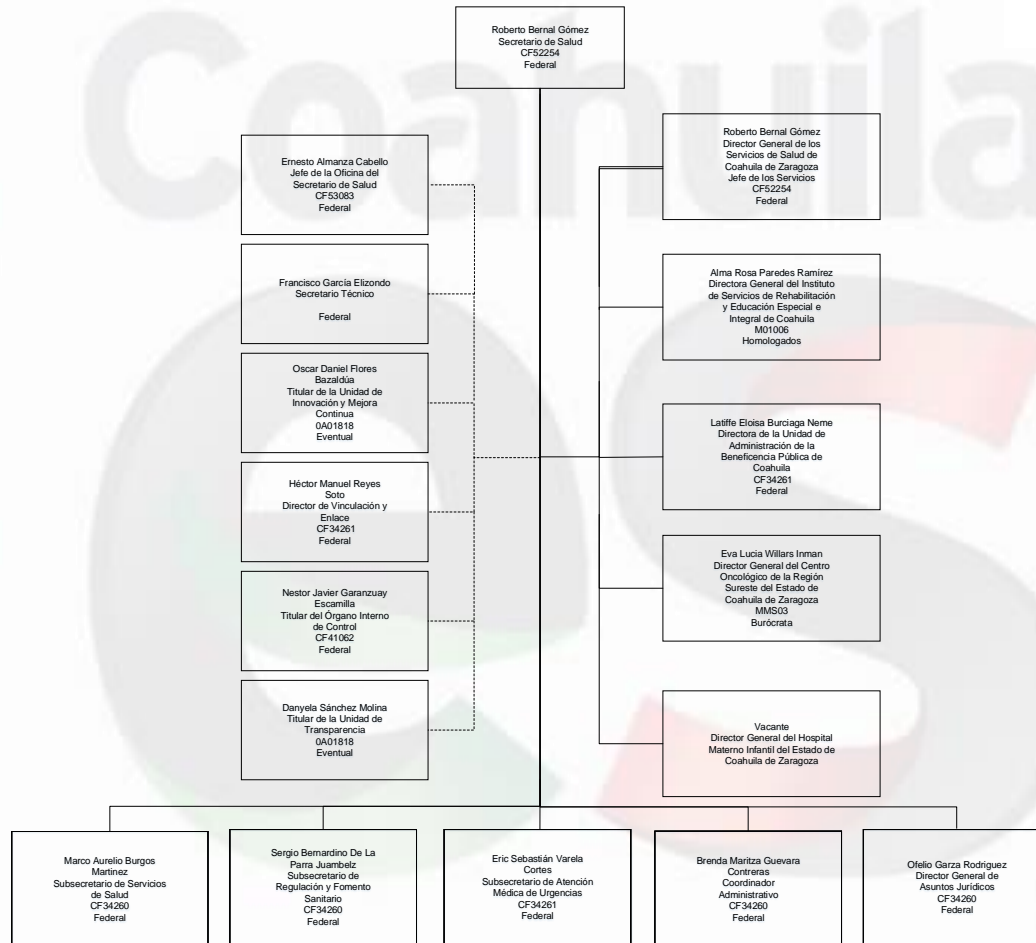 Coahuila
es
Roberto Bernal Gómez
Secretario de Salud
CF52254
Federal
Ernesto Almanza Cabello
Jefe de la Oficina del
Secretario de Salud
CF53083
Federal
Francisco García Elizondo
Secretario Técnico
Federal
Oscar Daniel Flores
Bazaldúa
Titular de la Unidad de
Innovación y Mejora
Continua
0A01818
Eventual
Héctor Manuel Reyes
Soto
Director de Vinculación y
Enlace
CF34261
Federal
Nestor Javier Garanzuay
Escamilla
Titular del Órgano Interno
de Control
CF41062
Federal
Danyela Sánchez Molina
Titular de la Unidad de
Transparencia
0A01818
Eventual
Roberto Bernal Gómez
Director General de los
Servicios de Salud de
Coahuila de Zaragoza
Jefe de los Servicios
CF52254
Federal
Alma Rosa Paredes Ramírez
Directora General del Instituto
de Servicios de Rehabilitación
y Educación Especial e
Integral de Coahuila
M01006
Homologados
Latiffe Eloisa Burciaga Neme
Directora de la Unidad de
Administración de la
Beneficencia Pública de
Coahuila
CF34261
Federal
Eva Lucia Willars Inman
Director General del Centro
Oncológico de la Región
Sureste del Estado de
Coahuila de Zaragoza
MMS03
Burócrata
Vacante
Director General del Hospital
Materno Infantil del Estado de
Coahuila de Zaragoza
Marco Aurelio Burgos
Martinez
Subsecretario de Servicios
de Salud
CF34260
Federal
Sergio Bernardino De La
Parra Juambelz
Subsecretario de
Regulación y Fomento
Sanitario
CF34260
Federal
Eric Sebastián Varela
Cortes
Subsecretario de Atención
Médica de Urgencias
CF34261
Federal
Brenda Maritza Guevara
Contreras
Coordinador
Administrativo
CF34260
Federal
Ofelio Garza Rodriguez
Director General de
Asuntos Jurídicos
CF34260
Federal